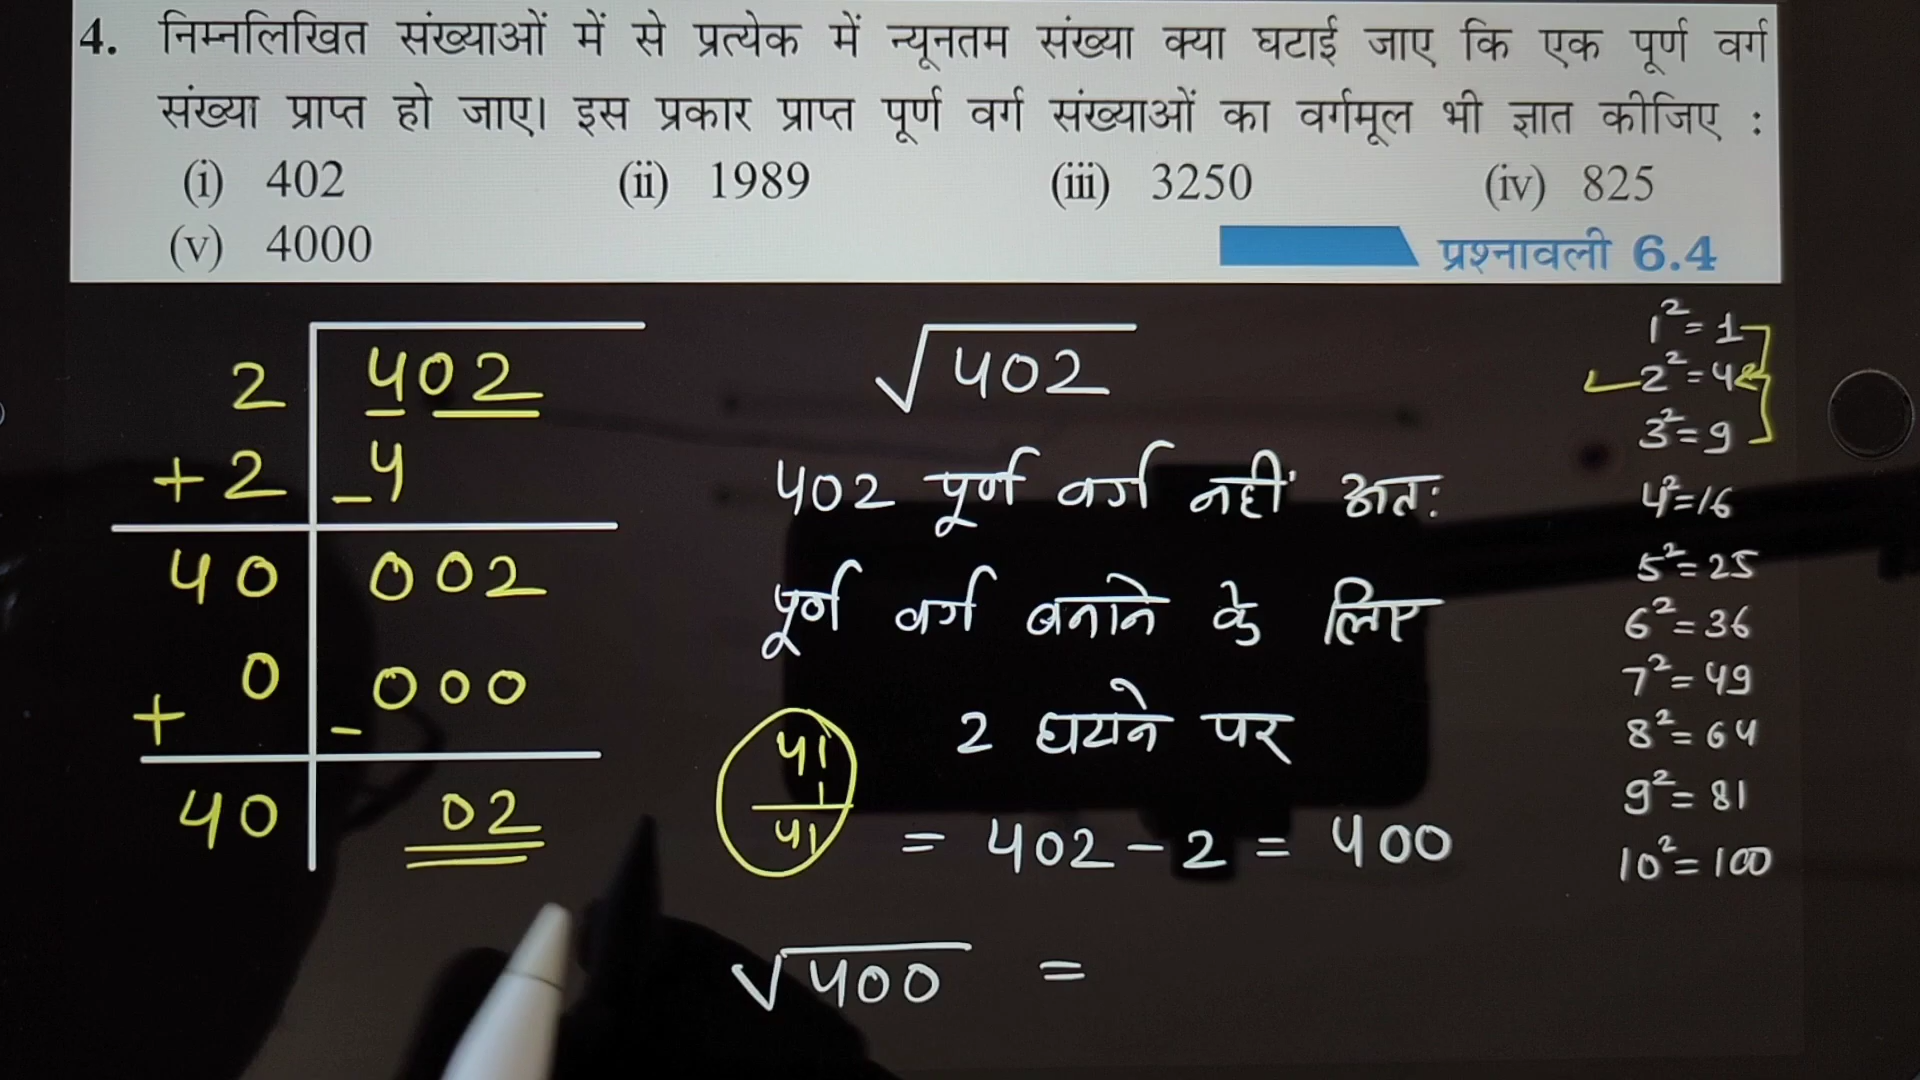 4. निम्नलिखित संख्याओं में से प्रत्येक में न्यूनतम संख्या क्या घटाई जाए कि एक पूर्ण वर्ग
संख्या प्राप्त हो जाए। इस प्रकार प्राप्त पूर्ण वर्ग संख्याओं का वर्गमूल भी ज्ञात कीजिए :
(i) 402 (ii) 1989 (iii) 3250 (iv) 825
(v) 4000
प्रश्नावली 6.4
2 402
+ 2 - 4
40 002
+ 0 - 000
40 02
√402
402 पूर्ण वर्ग नहीं अतः
पूर्ण वर्ग बनाने के लिए
2 घटाने पर
41
1
41
= 402 - 2 = 400
√400 =
1² = 1
2² = 4
3² = 9
4² = 16
5² = 25
6² = 36
7² = 49
8² = 64
9² = 81
10² = 100